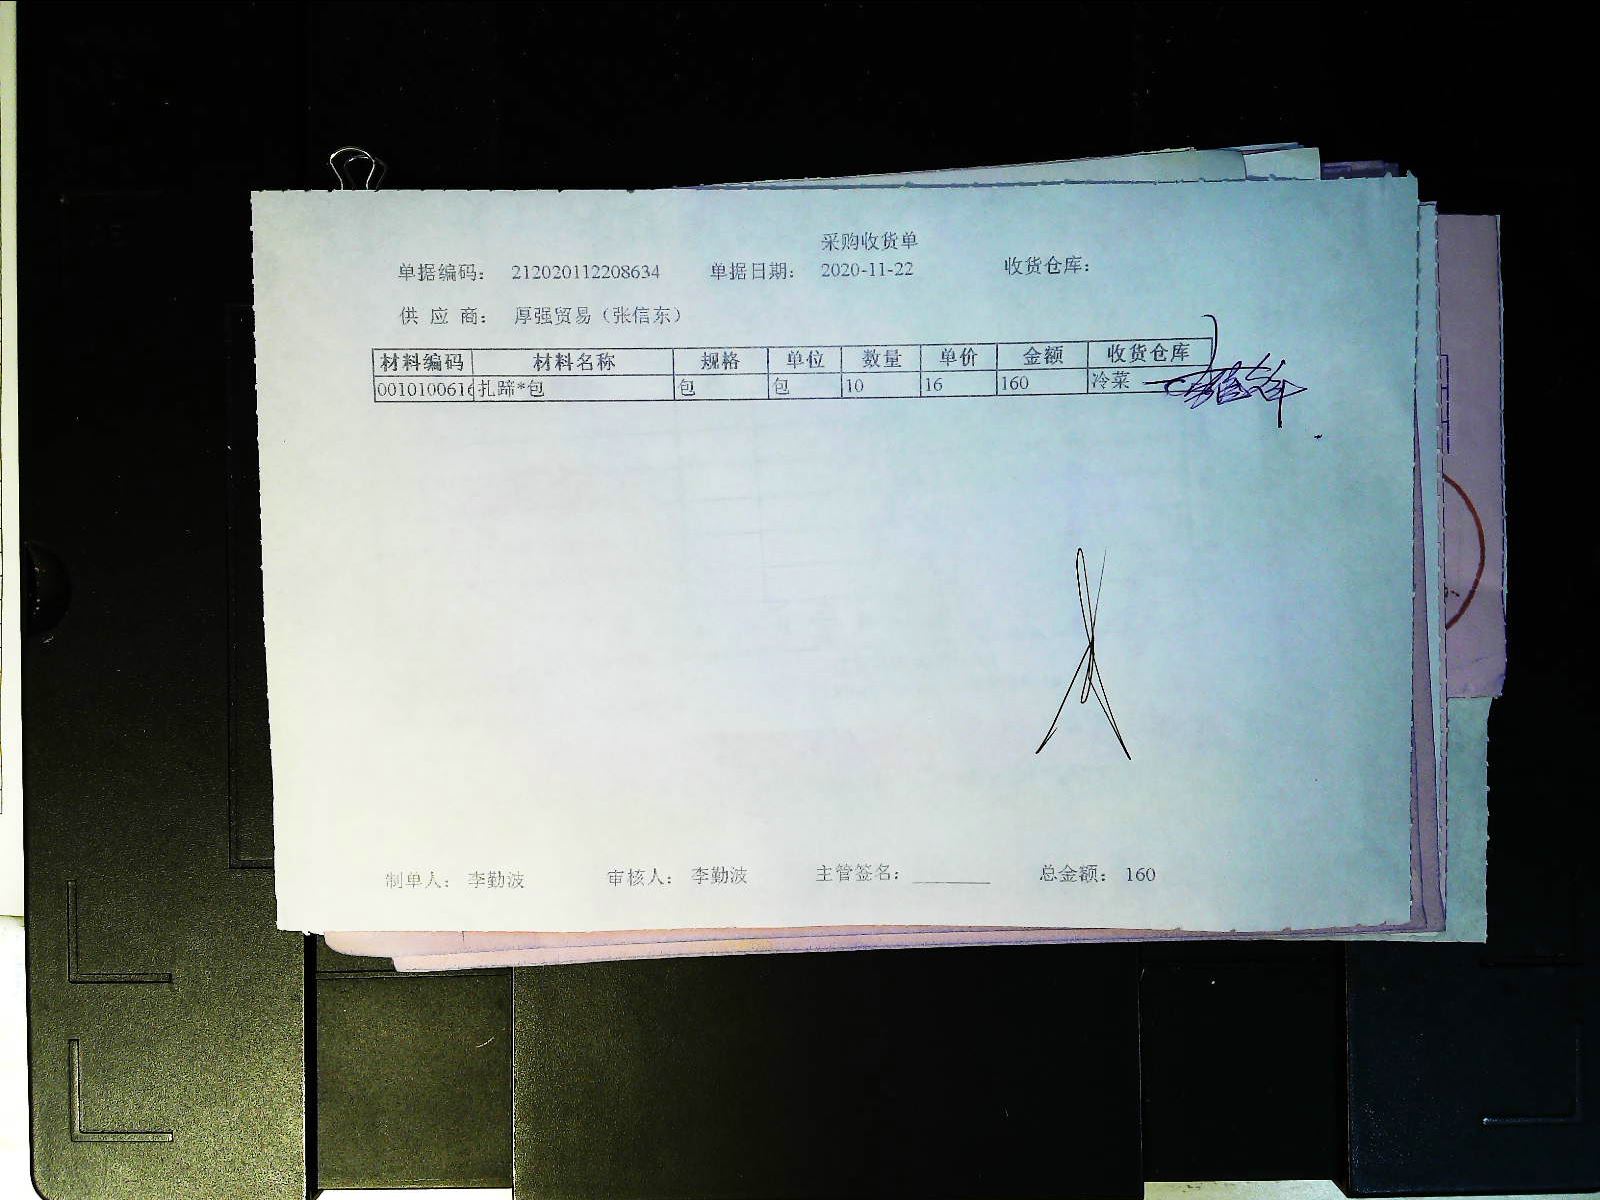 采购收货单
单据编码： 212020112208634 单据日期： 2020-11-22 收货仓库：
供 应 商： 厚强贸易（张信东）
材料编码 材料名称 规格 单位 数量 单价 金额 收货仓库
0010100616 扎蹄*包 包 包 10 16 160 冷菜
制单人： 李勤波 审核人： 李勤波 主管签名： ________ 总金额： 160